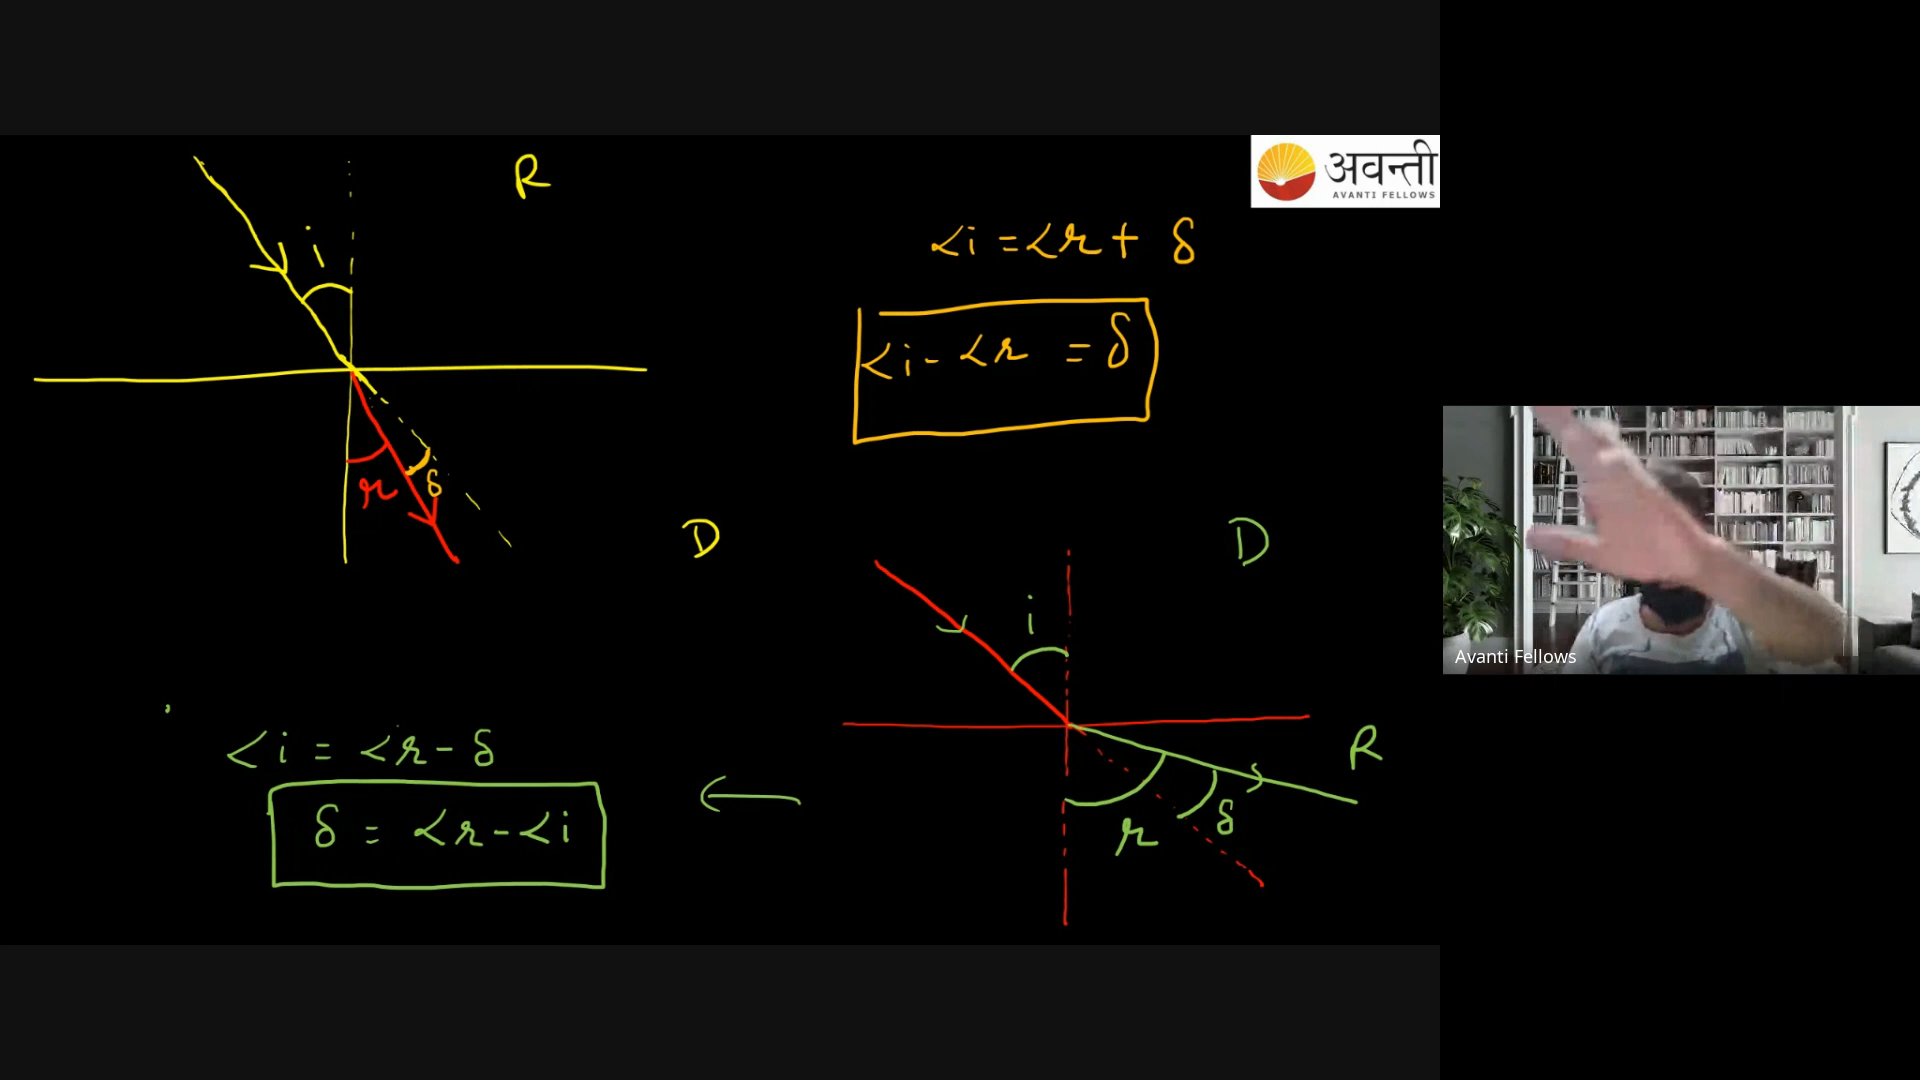 R
अवन्ती
AVANTI FELLOWS
i
∠i = ∠r + δ
∠i - ∠r = δ
r
δ
D
D
i
∠i = ∠r - δ
δ = ∠r - ∠i
R
r
δ
Avanti Fellows